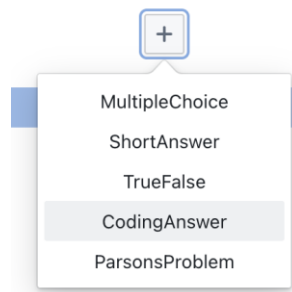 +
MultipleChoice
ShortAnswer
TrueFalse
CodingAnswer
ParsonsProblem